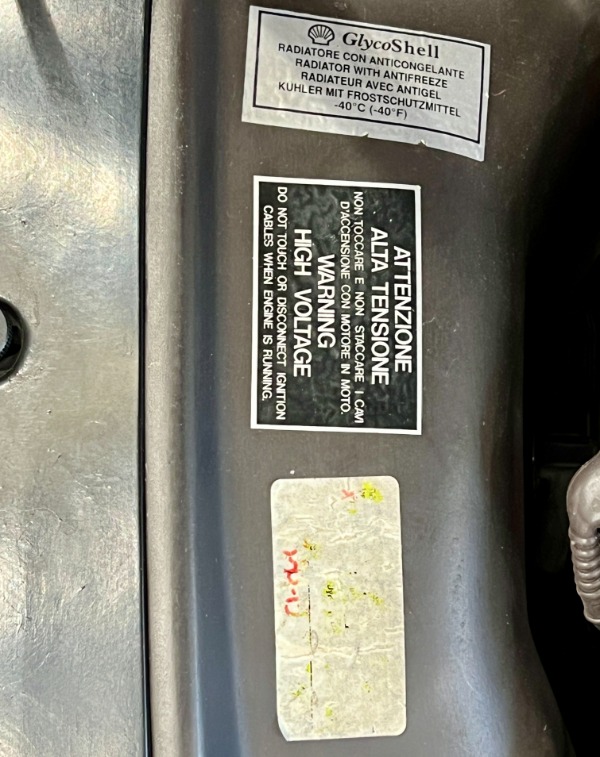 GlycoShell
RADIATORE CON ANTICONGELANTE
RADIATOR WITH ANTIFREEZE
RADIATEUR AVEC ANTIGEL
KUHLER MIT FROSTSCHUTZMITTEL
-40°C (-40°F)
ATTENZIONE
ALTA TENSIONE
NON TOCCARE E NON STACCARE I CAVI
D'ACCENSIONE CON MOTORE IN MOTO.
WARNING
HIGH VOLTAGE
DO NOT TOUCH OR DISCONNECT IGNITION
CABLES WHEN ENGINE IS RUNNING.